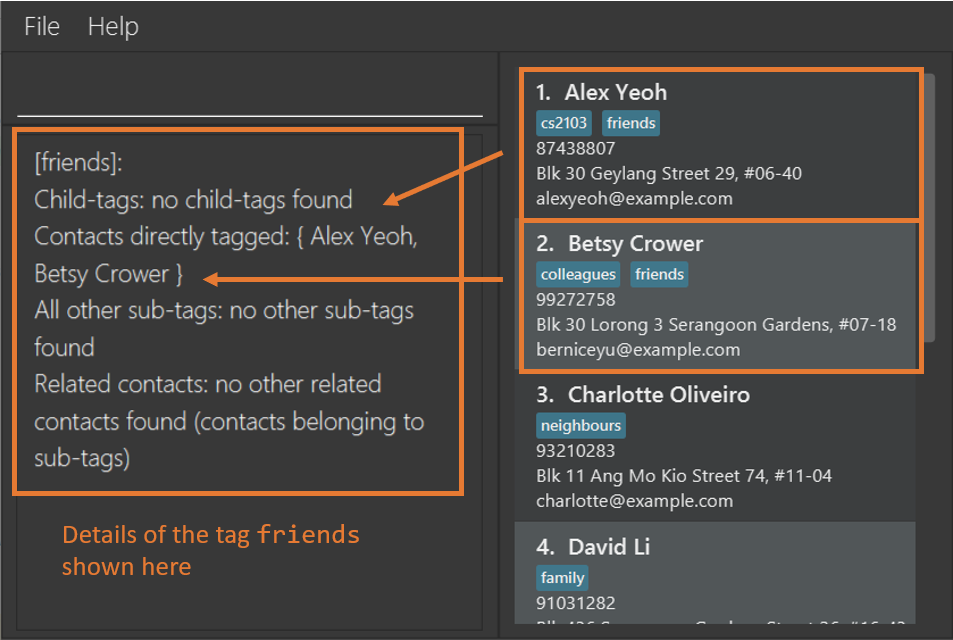 File Help
[friends]:
Child-tags: no child-tags found
Contacts directly tagged: { Alex Yeoh,
Betsy Crower }
All other sub-tags: no other sub-tags
found
Related contacts: no other related
contacts found (contacts belonging to
sub-tags)
Details of the tag friends
shown here
1. Alex Yeoh
cs2103 friends
87438807
Blk 30 Geylang Street 29, #06-40
alexyeoh@example.com
2. Betsy Crower
colleagues friends
99272758
Blk 30 Lorong 3 Serangoon Gardens, #07-18
berniceyu@example.com
3. Charlotte Oliveiro
neighbours
93210283
Blk 11 Ang Mo Kio Street 74, #11-04
charlotte@example.com
4. David Li
family
91031282